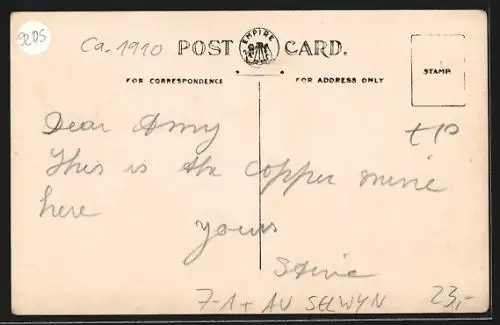 9205
Ca. 1910
POST CARD.
EMPIRE
FOR CORRESPONDENCE
FOR ADDRESS ONLY
STAMP.
Dear Amy
This is the copper mine
here
Yours
7-1+ AU SELWYN
23,-